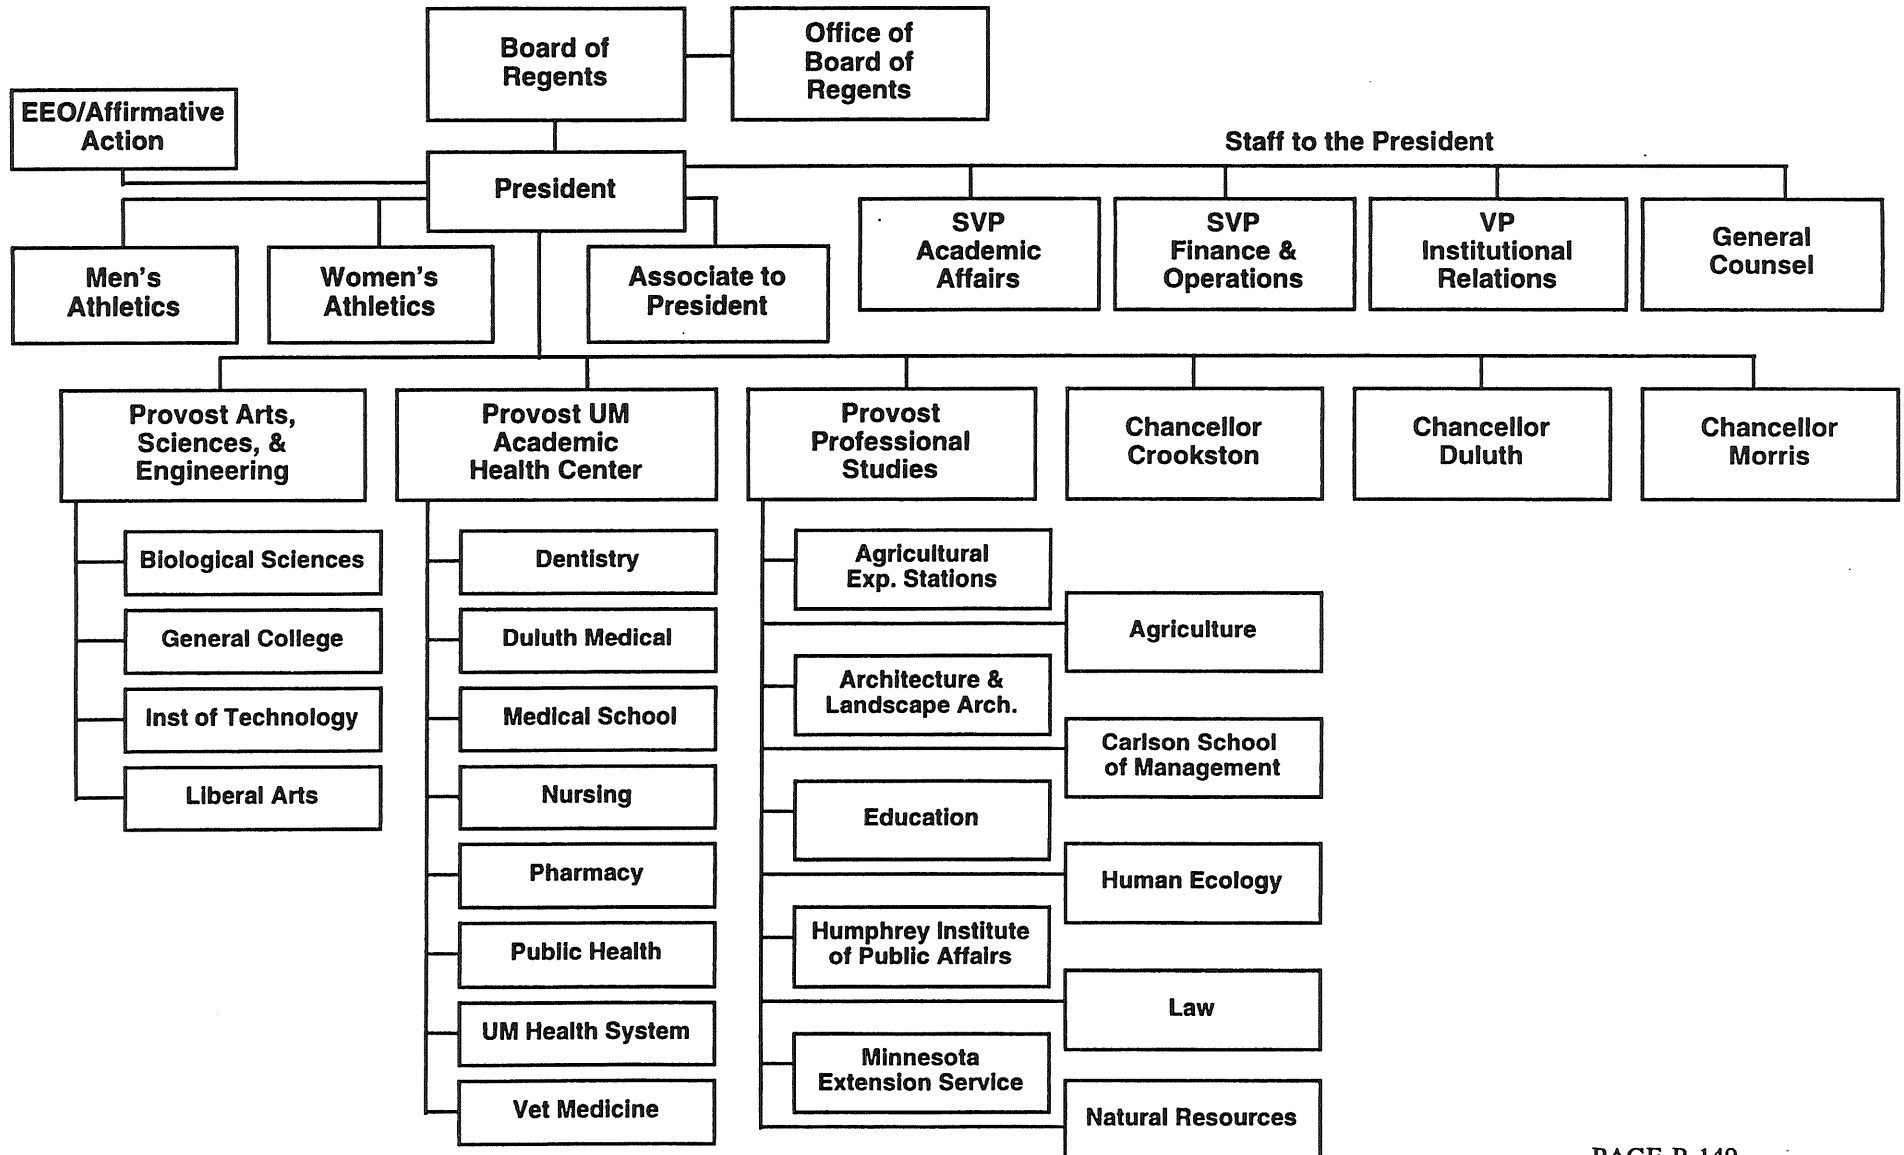 Board of
Regents
Office of
Board of
Regents
EEO/Affirmative
Action
Staff to the President
President
Men's
Athletics
Women's
Athletics
Associate to
President
SVP
Academic
Affairs
SVP
Finance &
Operations
VP
Institutional
Relations
General
Counsel
Provost Arts,
Sciences, &
Engineering
Provost UM
Academic
Health Center
Provost
Professional
Studies
Chancellor
Crookston
Chancellor
Duluth
Chancellor
Morris
Biological Sciences
General College
Inst of Technology
Liberal Arts
Dentistry
Duluth Medical
Medical School
Nursing
Pharmacy
Public Health
UM Health System
Vet Medicine
Agricultural
Exp. Stations
Agriculture
Architecture &
Landscape Arch.
Carlson School
of Management
Education
Human Ecology
Humphrey Institute
of Public Affairs
Law
Minnesota
Extension Service
Natural Resources